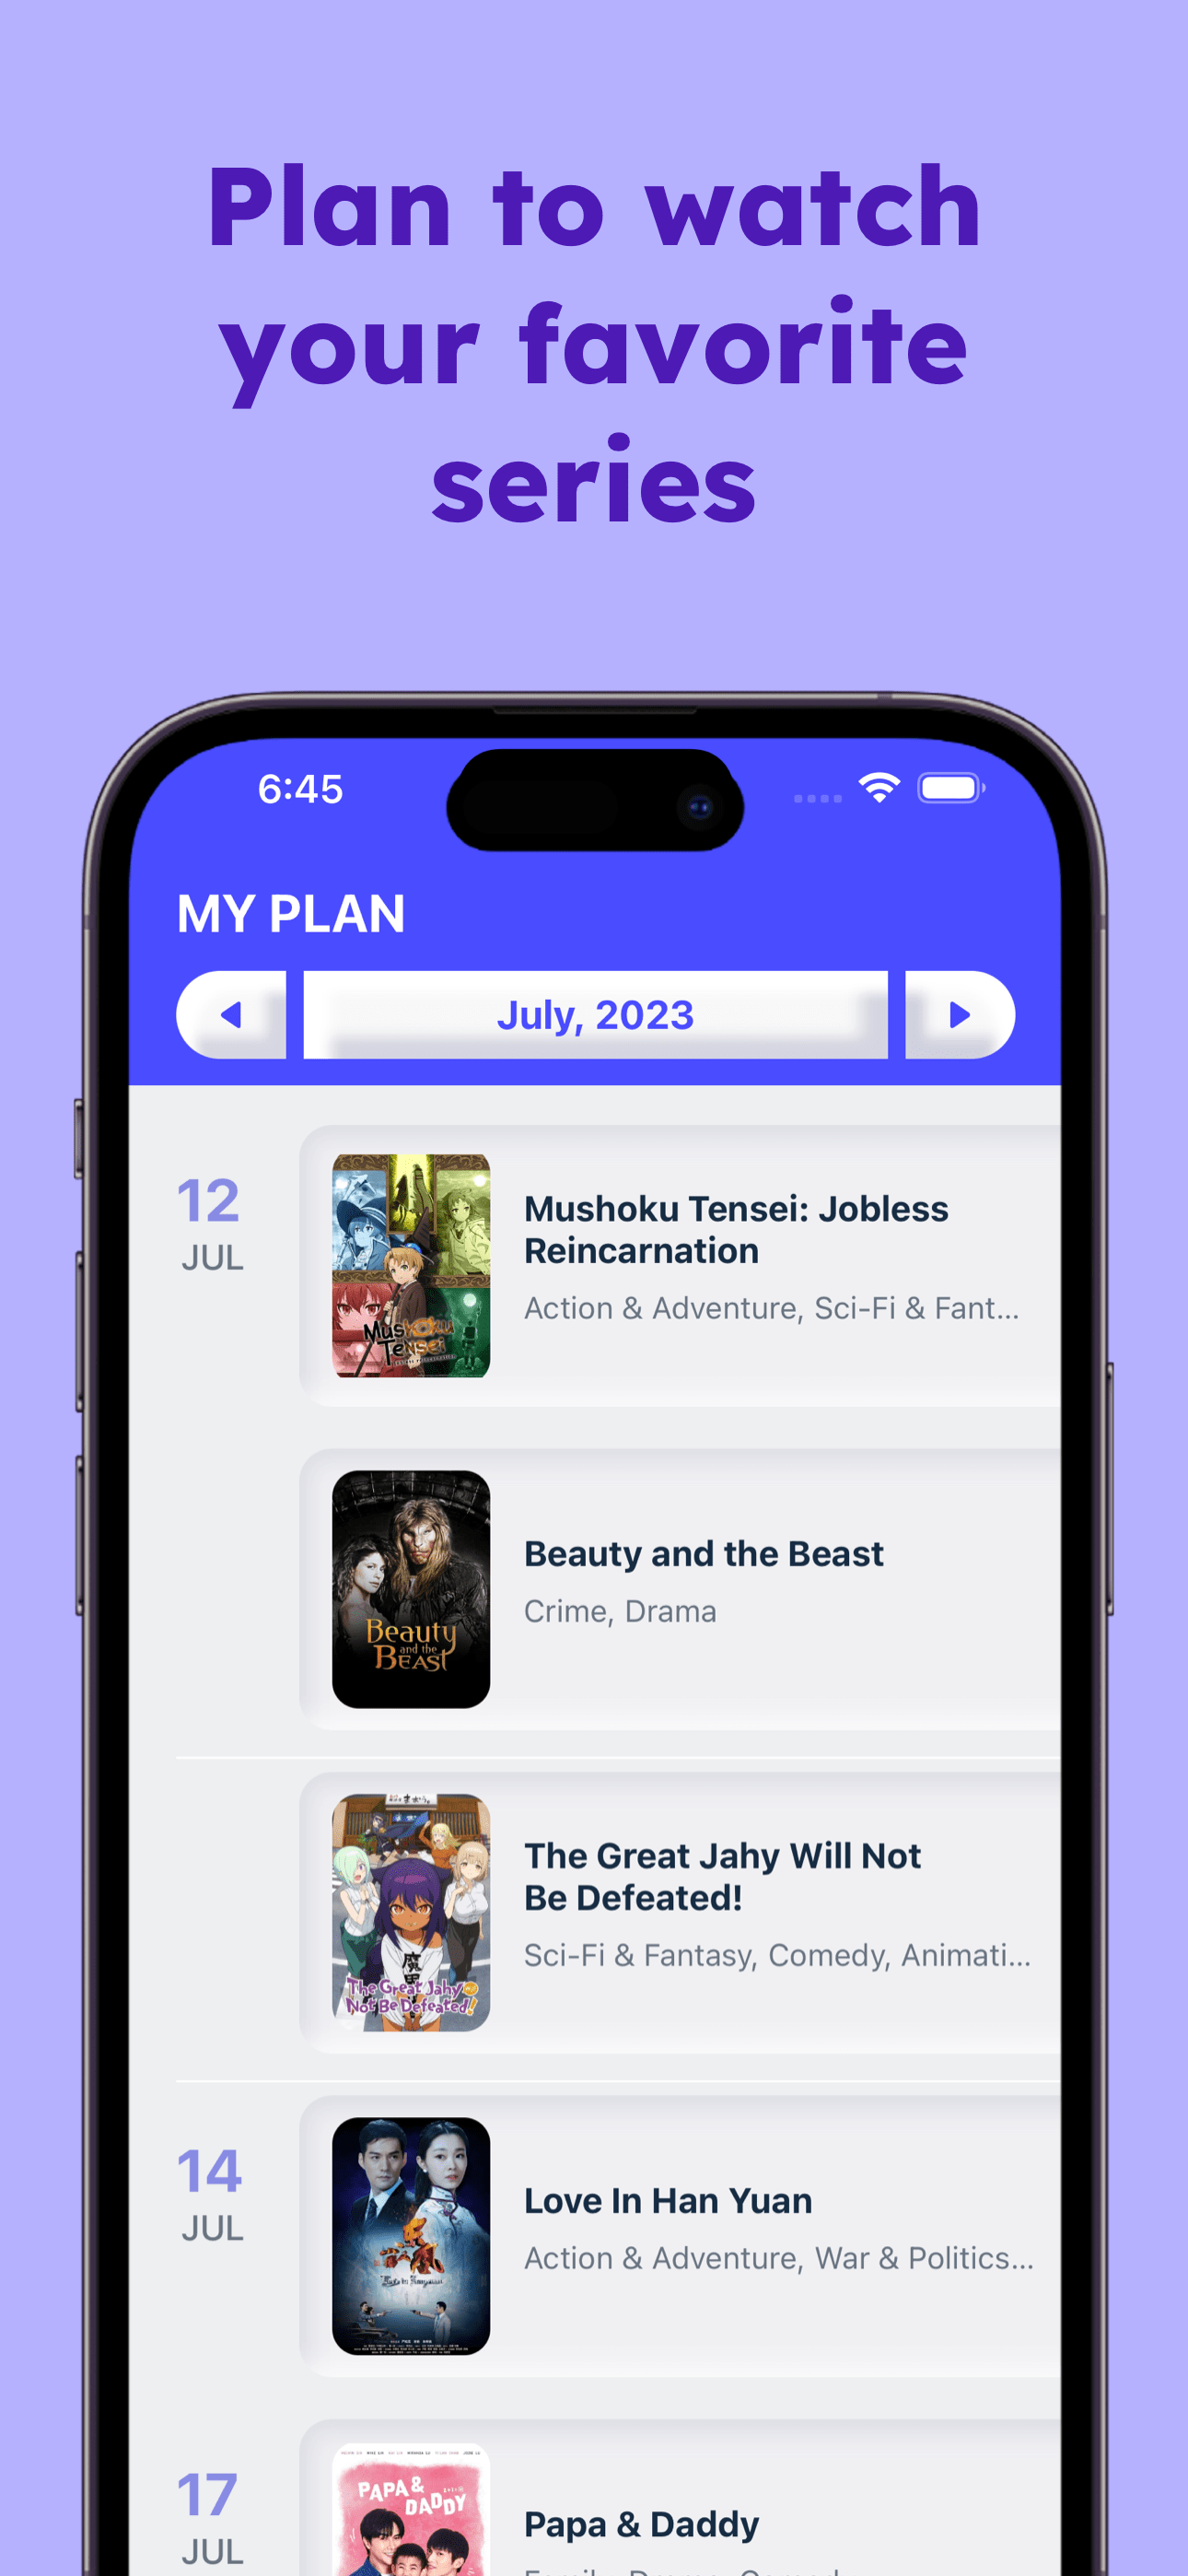 Plan to watch
your favorite
series
6:45
MY PLAN
July, 2023
12
JUL
Mushoku
Tensei
Mushoku Tensei: Jobless
Reincarnation
Action & Adventure, Sci-Fi & Fant...
Beauty
and the
Beast
Beauty and the Beast
Crime, Drama
The Great Jahy Will
Not Be Defeated!
The Great Jahy Will Not
Be Defeated!
Sci-Fi & Fantasy, Comedy, Animati...
14
JUL
Love In Han Yuan
Action & Adventure, War & Politics...
17
JUL
PAPA &
DADDY
Papa & Daddy